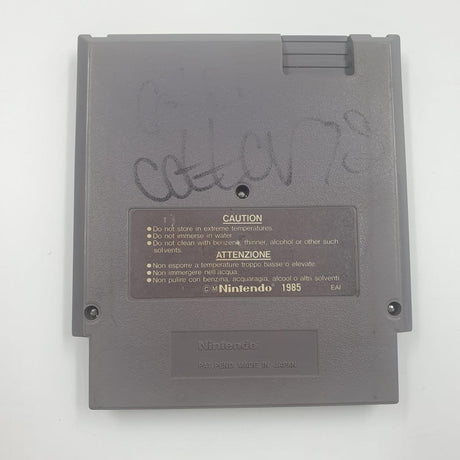 CAUTION
● Do not store in extreme temperatures.
● Do not immerse in water.
● Do not clean with benzene, thinner, alcohol or other such
solvents.
ATTENZIONE
● Non esporre a temperature troppo basse o elevate.
● Non immergere nell acqua.
● Non pulire con benzina, acquaragia, alcool o altri solventi.
© M Nintendo 1985 EAI
Nintendo
PAT. PEND. MADE IN JAPAN